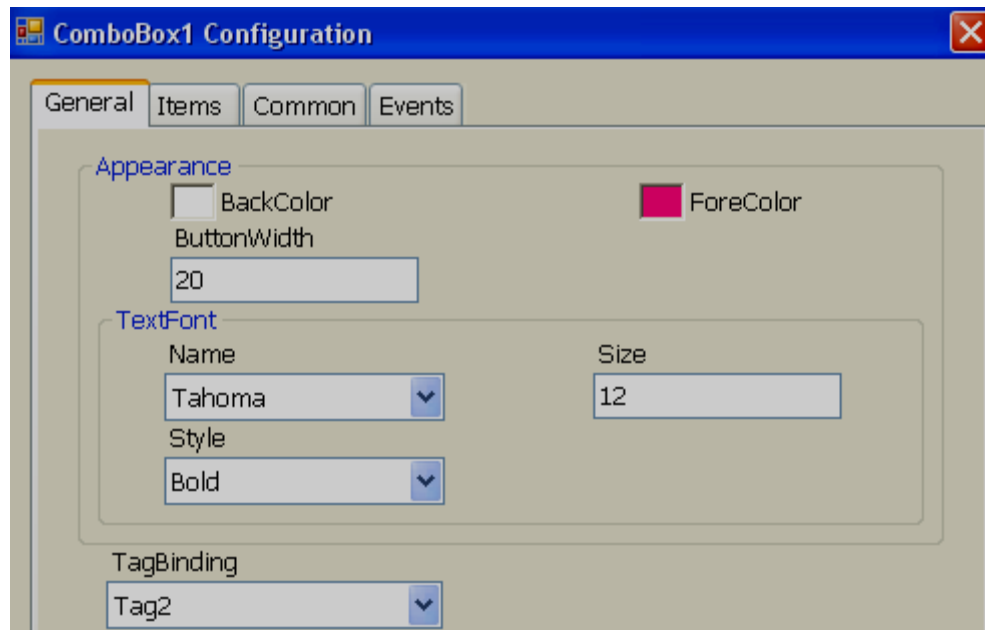 ComboBox1 Configuration
General Items Common Events
Appearance
BackColor ForeColor
ButtonWidth
20
TextFont
Name Size
Tahoma 12
Style
Bold
TagBinding
Tag2